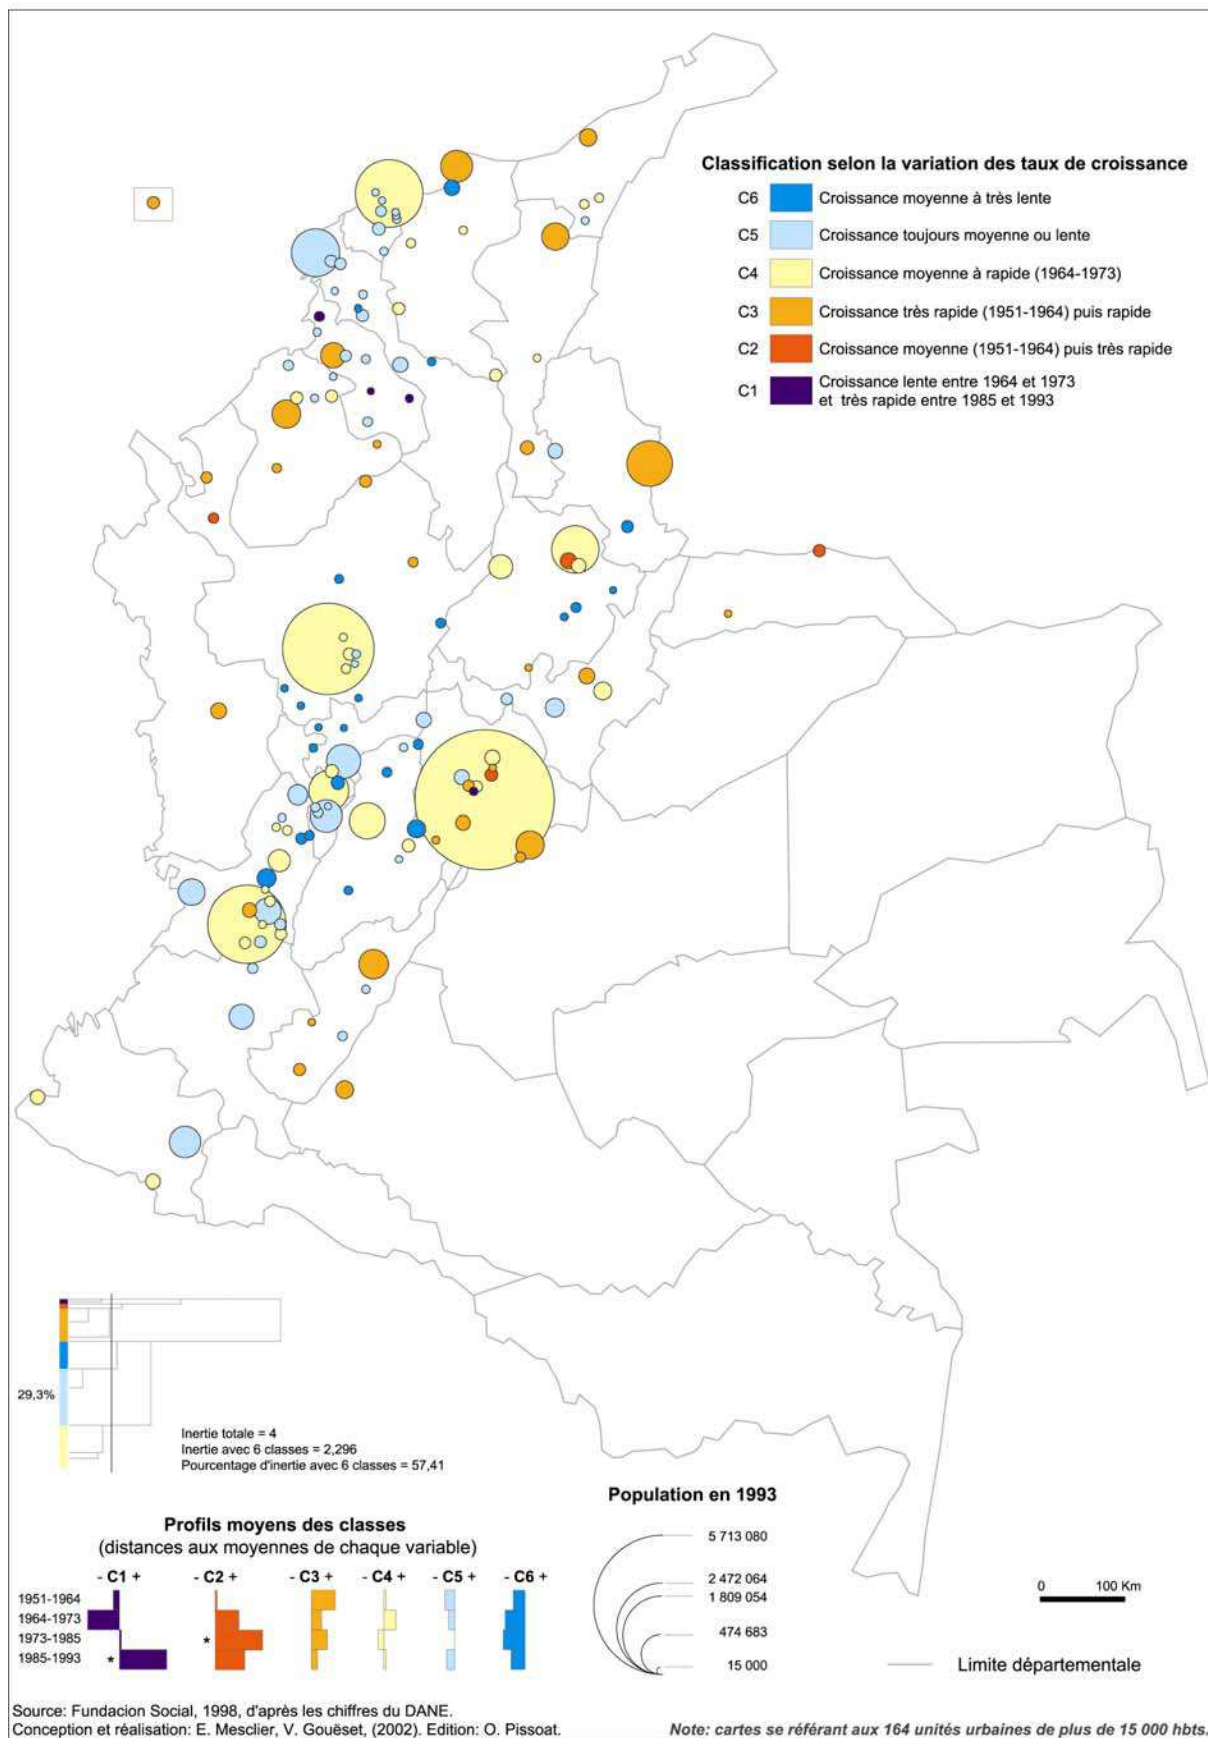 Classification selon la variation des taux de croissance
C6 Croissance moyenne à très lente
C5 Croissance toujours moyenne ou lente
C4 Croissance moyenne à rapide (1964-1973)
C3 Croissance très rapide (1951-1964) puis rapide
C2 Croissance moyenne (1951-1964) puis très rapide
C1 Croissance lente entre 1964 et 1973
et très rapide entre 1985 et 1993
29,3%
Inertie totale = 4
Inertie avec 6 classes = 2,296
Pourcentage d'inertie avec 6 classes = 57,41
Profils moyens des classes
(distances aux moyennes de chaque variable)
- C1 + - C2 + - C3 + - C4 + - C5 + - C6 +
1951-1964
1964-1973
1973-1985 *
1985-1993 *
Population en 1993
5 713 080
2 472 064
1 809 054
474 683
15 000
0 100 Km
Limite départementale
Source: Fundacion Social, 1998, d'après les chiffres du DANE.
Conception et réalisation: E. Mesclier, V. Gouëset, (2002). Edition: O. Pissoat.
Note: cartes se référant aux 164 unités urbaines de plus de 15 000 hbts.